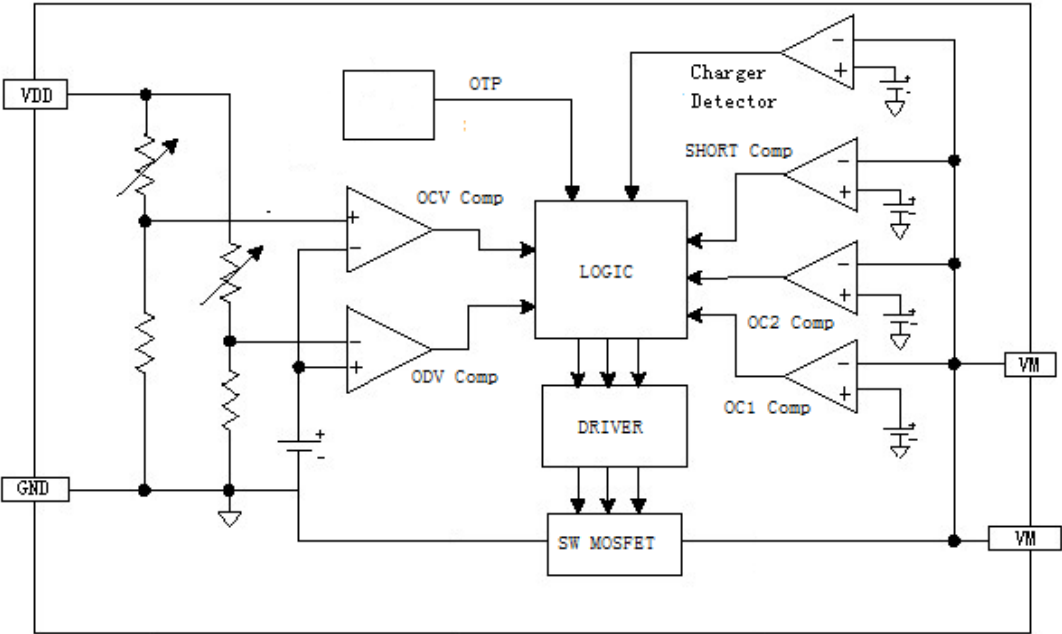 VDD
OTP
Charger
Detector
SHORT Comp
OCV Comp
LOGIC
OC2 Comp
ODV Comp
OC1 Comp
VM
DRIVER
GND
SW MOSFET
VM